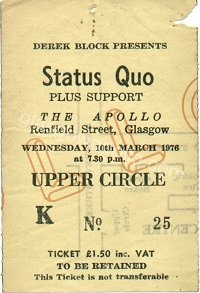 DEREK BLOCK PRESENTS
Status Quo
PLUS SUPPORT
THE APOLLO
Renfield Street, Glasgow
WEDNESDAY, 10th MARCH 1976
at 7.30 p.m.
UPPER CIRCLE
K No 25
TICKET £1.50 inc. VAT
TO BE RETAINED
This Ticket is not transferable